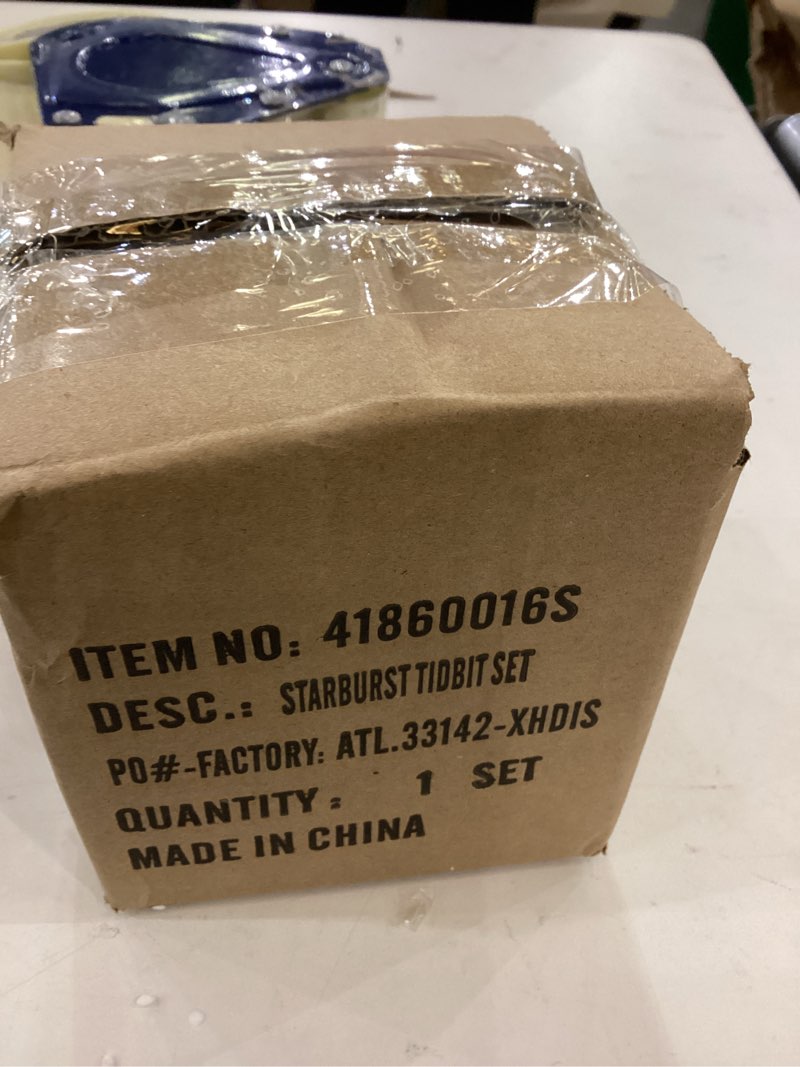 ITEM NO: 41860016S
DESC.: STARBURST TIDBIT SET
PO#-FACTORY: ATL.33142-XHDIS
QUANTITY: 1 SET
MADE IN CHINA